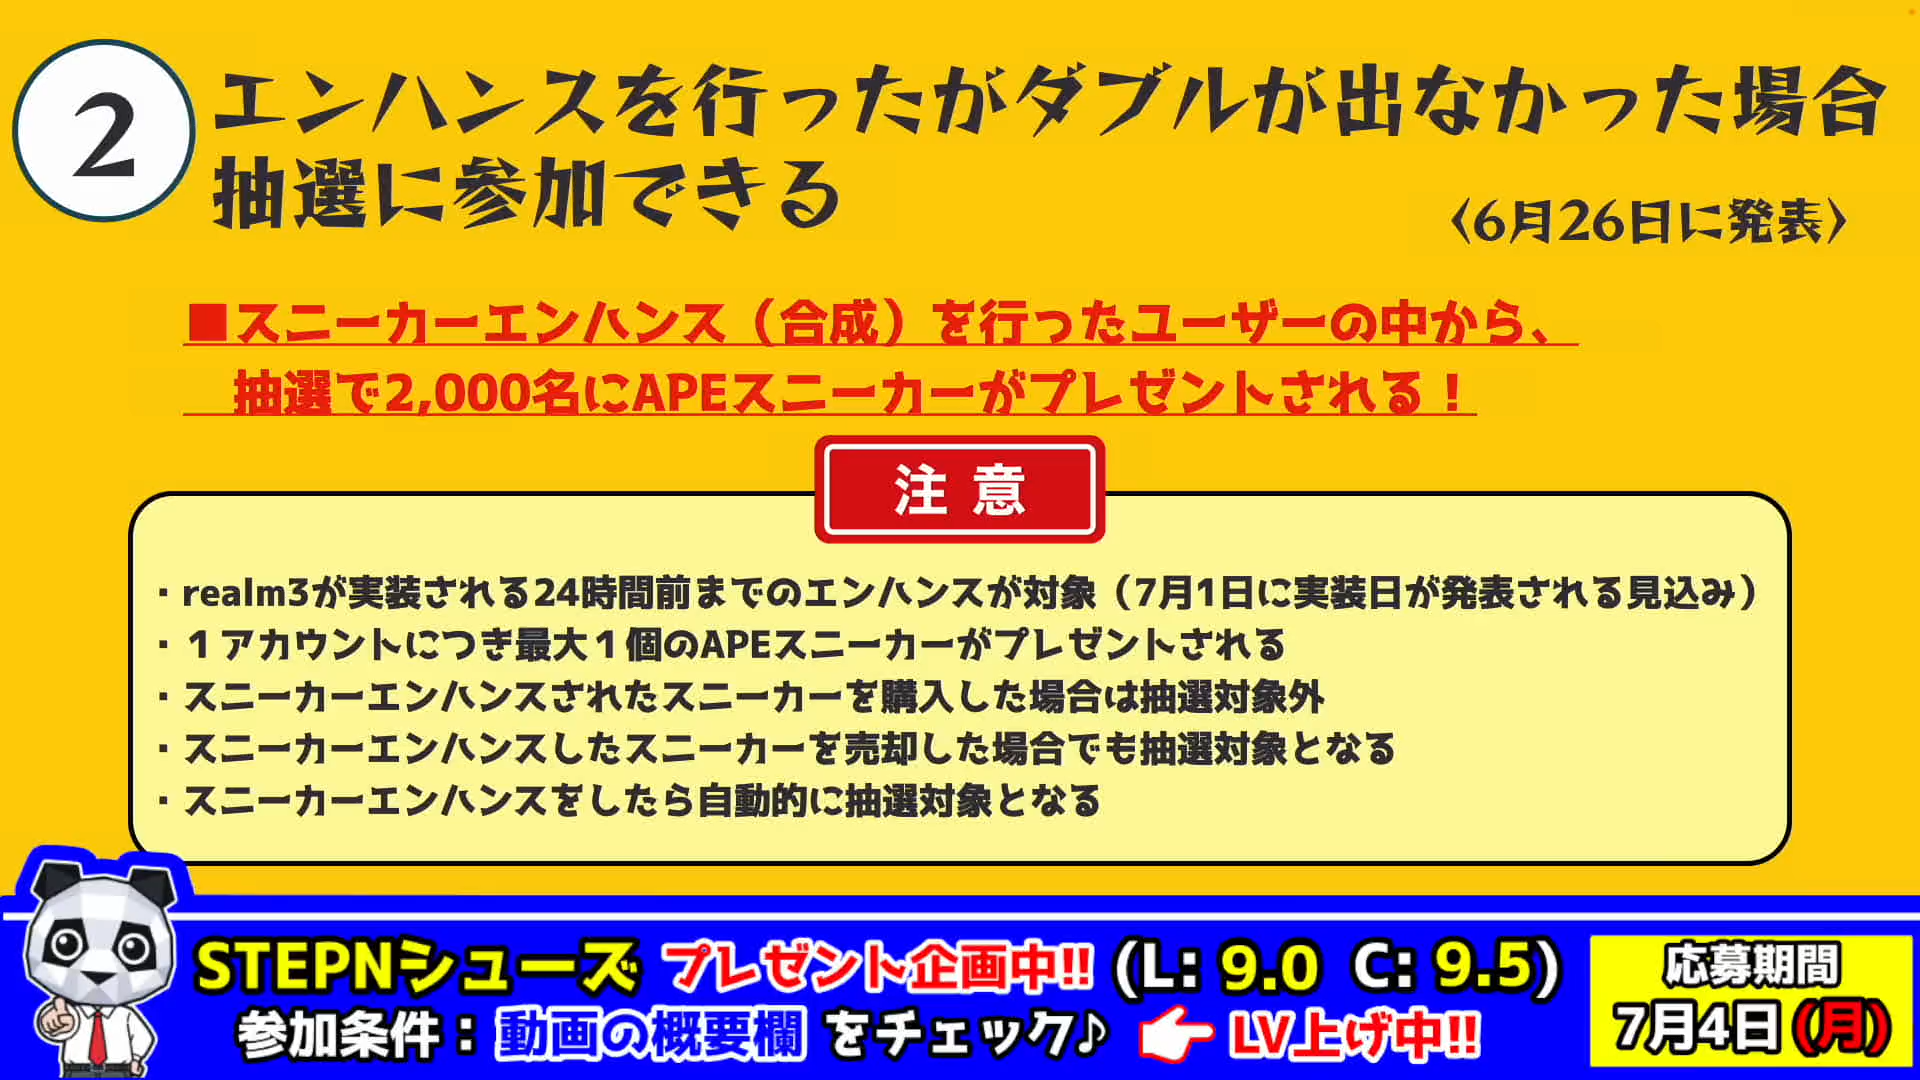 2
エンハンスを行ったがダブルが出なかった場合
抽選に参加できる
〈6月26日に発表〉
■スニーカーエンハンス（合成）を行ったユーザーの中から、
抽選で2,000名にAPEスニーカーがプレゼントされる！
注意
・realm3が実装される24時間前までのエンハンスが対象（7月1日に実装日が発表される見込み）
・１アカウントにつき最大１個のAPEスニーカーがプレゼントされる
・スニーカーエンハンスされたスニーカーを購入した場合は抽選対象外
・スニーカーエンハンスしたスニーカーを売却した場合でも抽選対象となる
・スニーカーエンハンスをしたら自動的に抽選対象となる
STEPNシューズ プレゼント企画中!! (L: 9.0 C: 9.5)
参加条件：動画の概要欄 をチェック♪ LV上げ中!!
応募期間
7月4日(月)